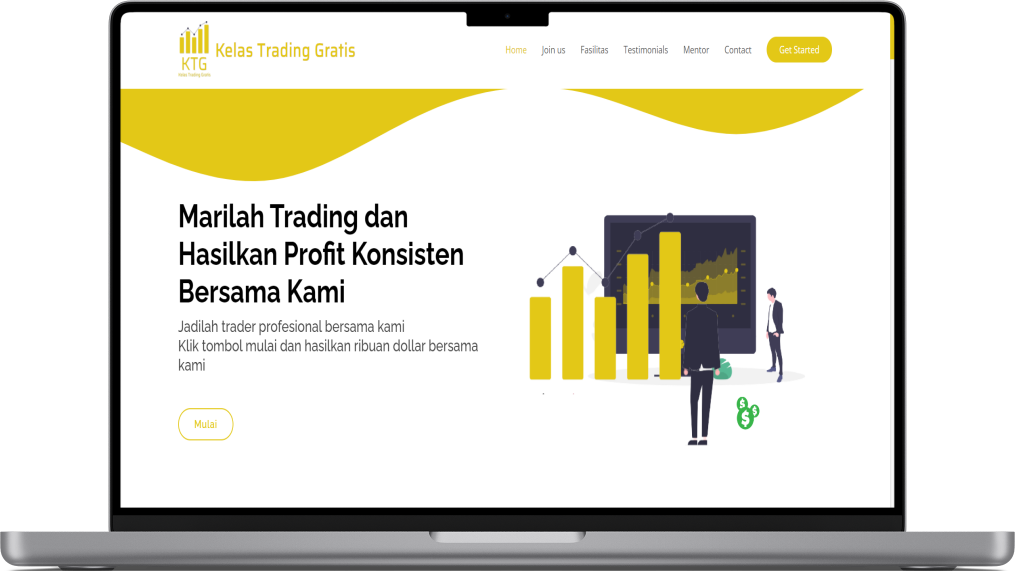 Kelas Trading Gratis
KTG
Kelas Trading Gratis
Home Join us Fasilitas Testimonials Mentor Contact Get Started
Marilah Trading dan
Hasilkan Profit Konsisten
Bersama Kami
Jadilah trader profesional bersama kami
Klik tombol mulai dan hasilkan ribuan dollar bersama
kami
Mulai
$
$
$